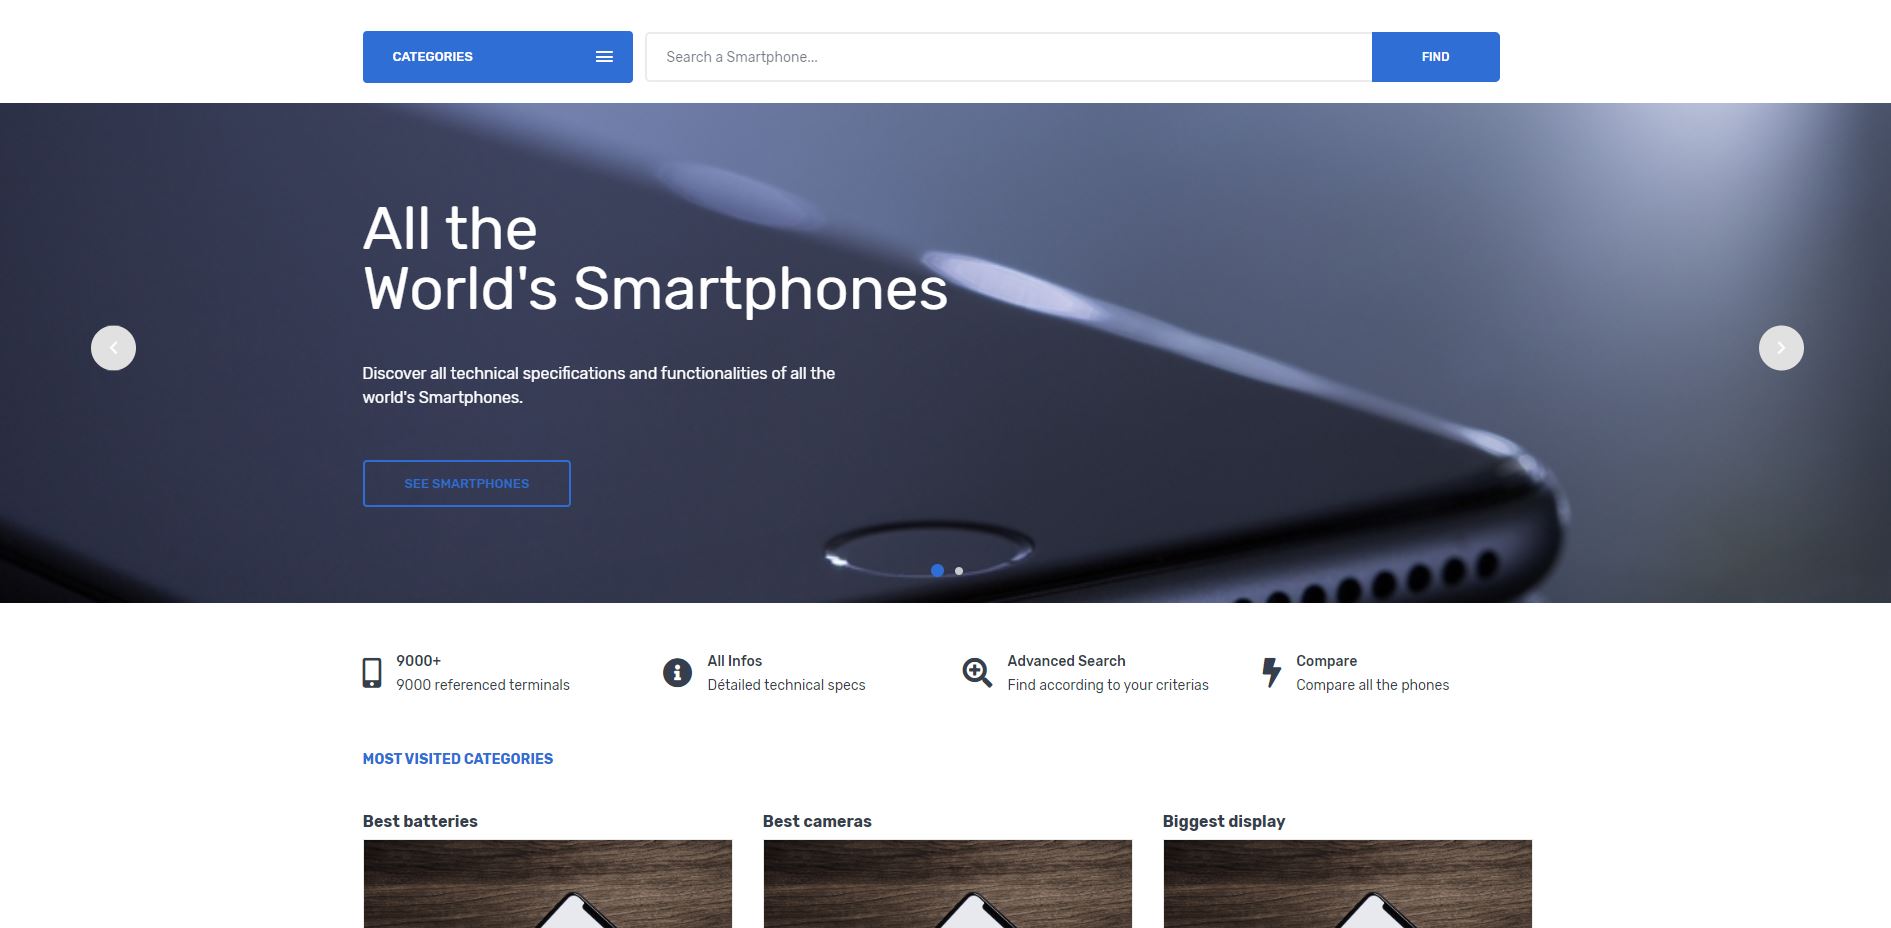 CATEGORIES
Search a Smartphone...
FIND
All the
World's Smartphones
Discover all technical specifications and functionalities of all the
world's Smartphones.
SEE SMARTPHONES
9000+
9000 referenced terminals
All Infos
Détailed technical specs
Advanced Search
Find according to your criterias
Compare
Compare all the phones
MOST VISITED CATEGORIES
Best batteries
Best cameras
Biggest display